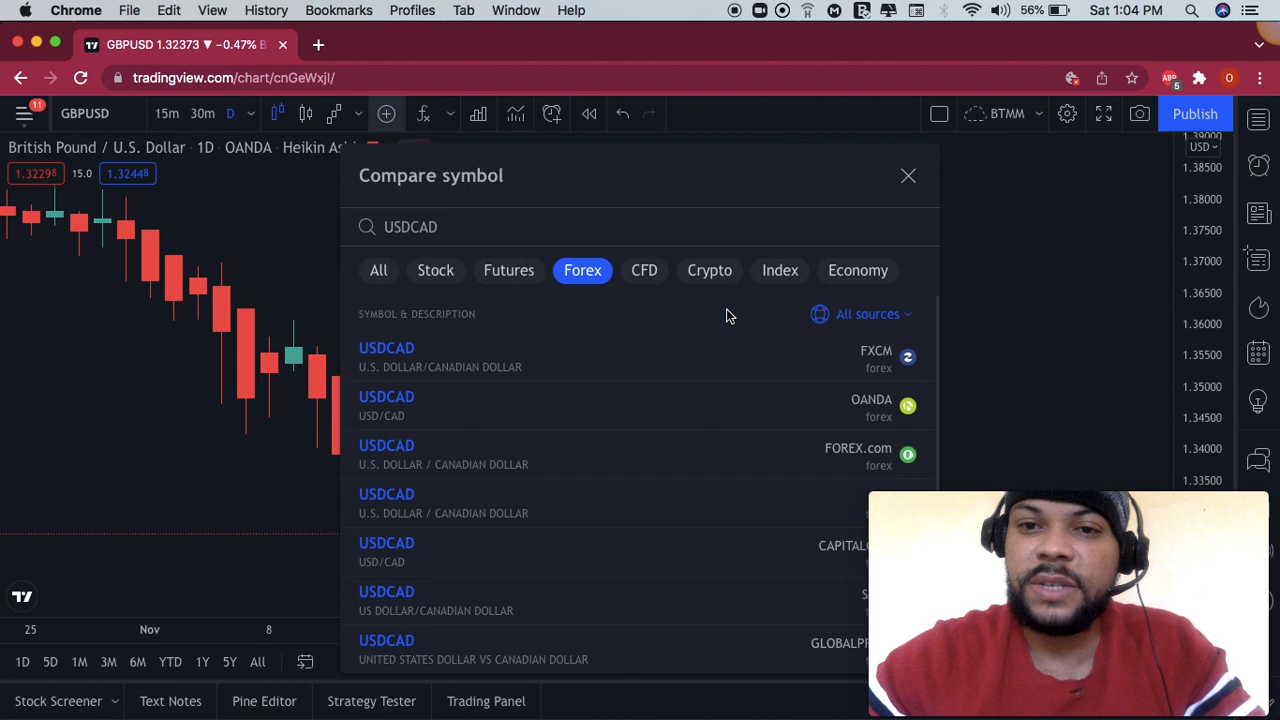 Chrome File Edit View History Bookmarks Profiles Tab Window Help 56% Sat 1:04 PM
GBPUSD 1.32373 ▼ −0.47%
tradingview.com/chart/cnGeWxjI/
ABP 5 O
11 GBPUSD 15m 30m D BTMM Publish
British Pound / U.S. Dollar · 1D · OANDA · Heikin
1.32298 15.0 1.32448
Compare symbol
USDCAD
All Stock Futures Forex CFD Crypto Index Economy
SYMBOL & DESCRIPTION All sources
USDCAD FXCM
U.S. DOLLAR/CANADIAN DOLLAR forex
USDCAD OANDA
USD/CAD forex
USDCAD FOREX.com
U.S. DOLLAR / CANADIAN DOLLAR forex
USDCAD
U.S. DOLLAR / CANADIAN DOLLAR
USDCAD
USD/CAD
USDCAD
US DOLLAR/CANADIAN DOLLAR
USDCAD
UNITED STATES DOLLAR VS CANADIAN DOLLAR
1.39000
USD
1.38500
1.38000
1.37500
1.37000
1.36500
1.36000
1.35500
1.35000
1.34500
1.34000
1.33500
25 Nov 8
1D 5D 1M 3M 6M YTD 1Y 5Y All
Stock Screener Text Notes Pine Editor Strategy Tester Trading Panel